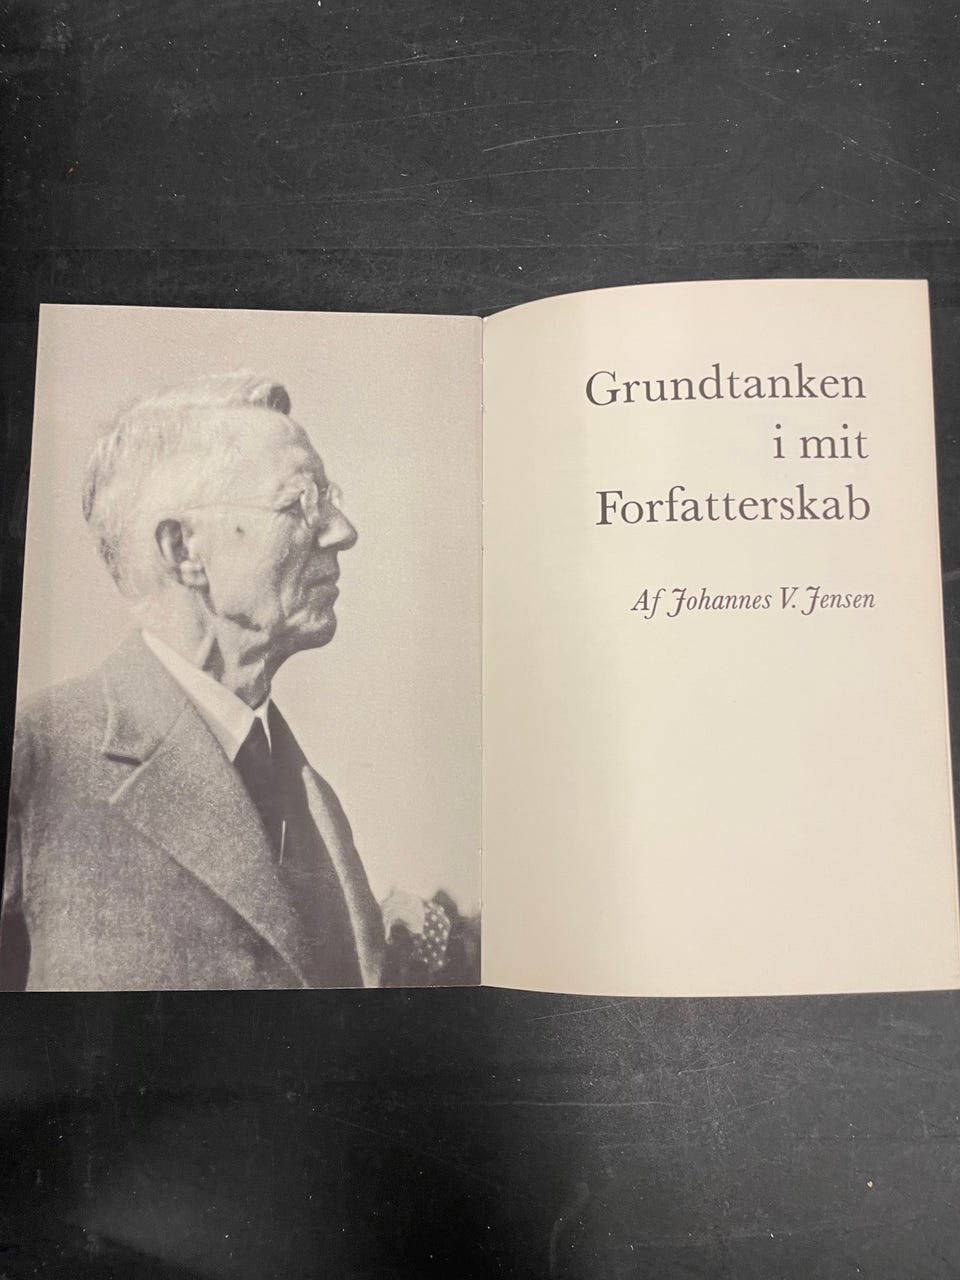 Grundtanken
i mit
Forfatterskab
Af Johannes V. Jensen